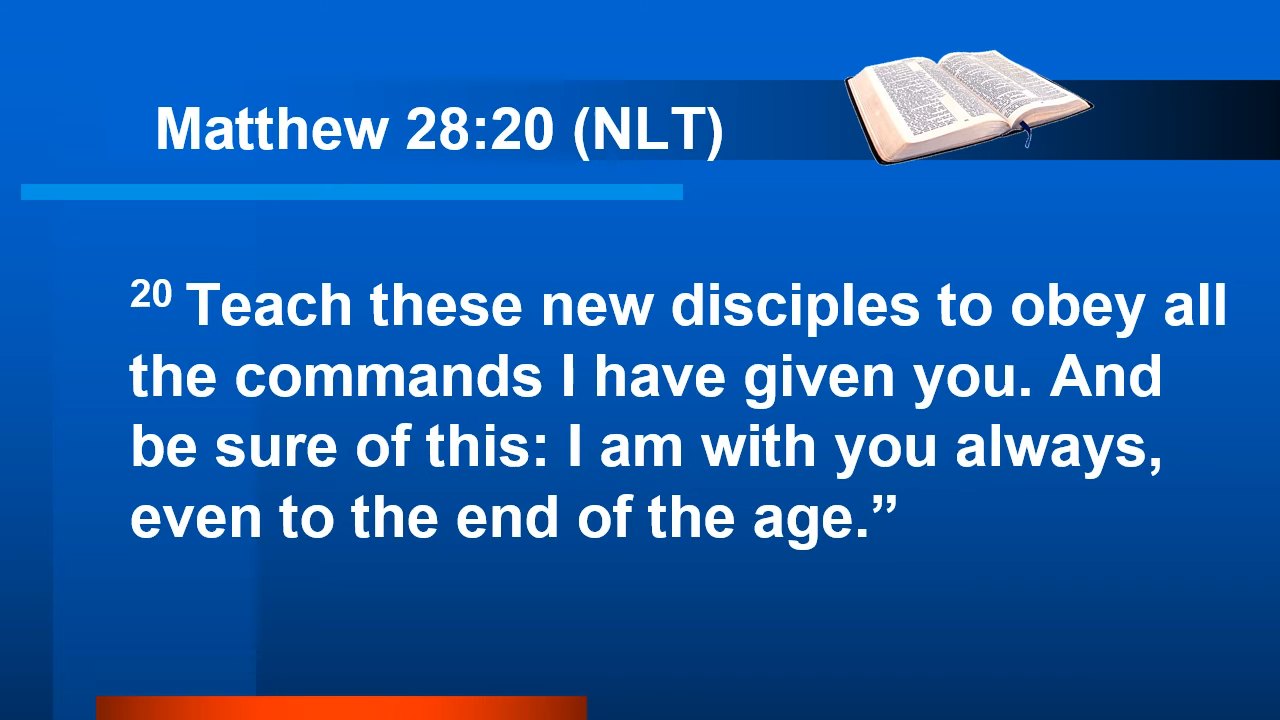 Matthew 28:20 (NLT)
20 Teach these new disciples to obey all
the commands I have given you. And
be sure of this: I am with you always,
even to the end of the age.”